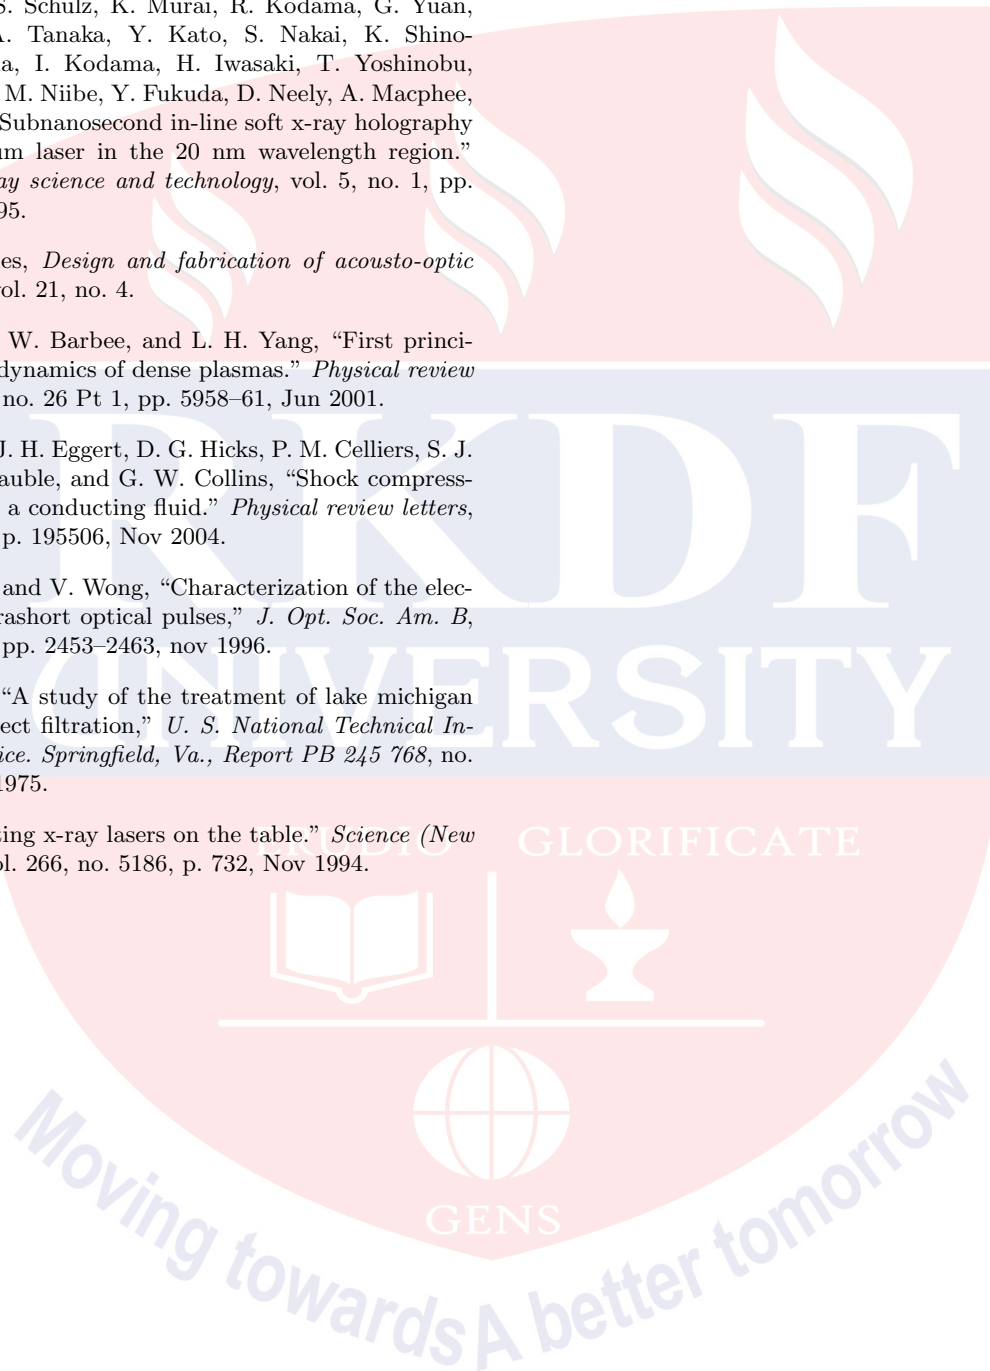 S. Schulz, K. Murai, R. Kodama, G. Yuan,
A. Tanaka, Y. Kato, S. Nakai, K. Shino-
a, I. Kodama, H. Iwasaki, T. Yoshinobu,
M. Niibe, Y. Fukuda, D. Neely, A. Macphee,
Subnanosecond in-line soft x-ray holography
um laser in the 20 nm wavelength region.”
ay science and technology, vol. 5, no. 1, pp.
95.
es, Design and fabrication of acousto-optic
vol. 21, no. 4.
W. Barbee, and L. H. Yang, “First princi-
dynamics of dense plasmas.” Physical review
no. 26 Pt 1, pp. 5958–61, Jun 2001.
J. H. Eggert, D. G. Hicks, P. M. Celliers, S. J.
auble, and G. W. Collins, “Shock compress-
a conducting fluid.” Physical review letters,
p. 195506, Nov 2004.
and V. Wong, “Characterization of the elec-
rashort optical pulses,” J. Opt. Soc. Am. B,
pp. 2453–2463, nov 1996.
“A study of the treatment of lake michigan
ect filtration,” U. S. National Technical In-
ice. Springfield, Va., Report PB 245 768, no.
1975.
ting x-ray lasers on the table.” Science (New
ol. 266, no. 5186, p. 732, Nov 1994.
RKDF
UNIVERSITY
ERUDIO GLORIFICATE
GENS
Moving towards A better tomorrow